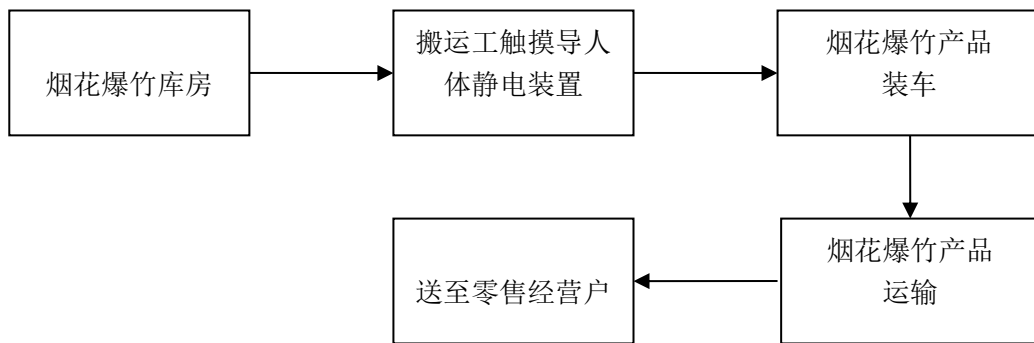 烟花爆竹库房
搬运工触摸导人
体静电装置
烟花爆竹产品
装车
烟花爆竹产品
运输
送至零售经营户